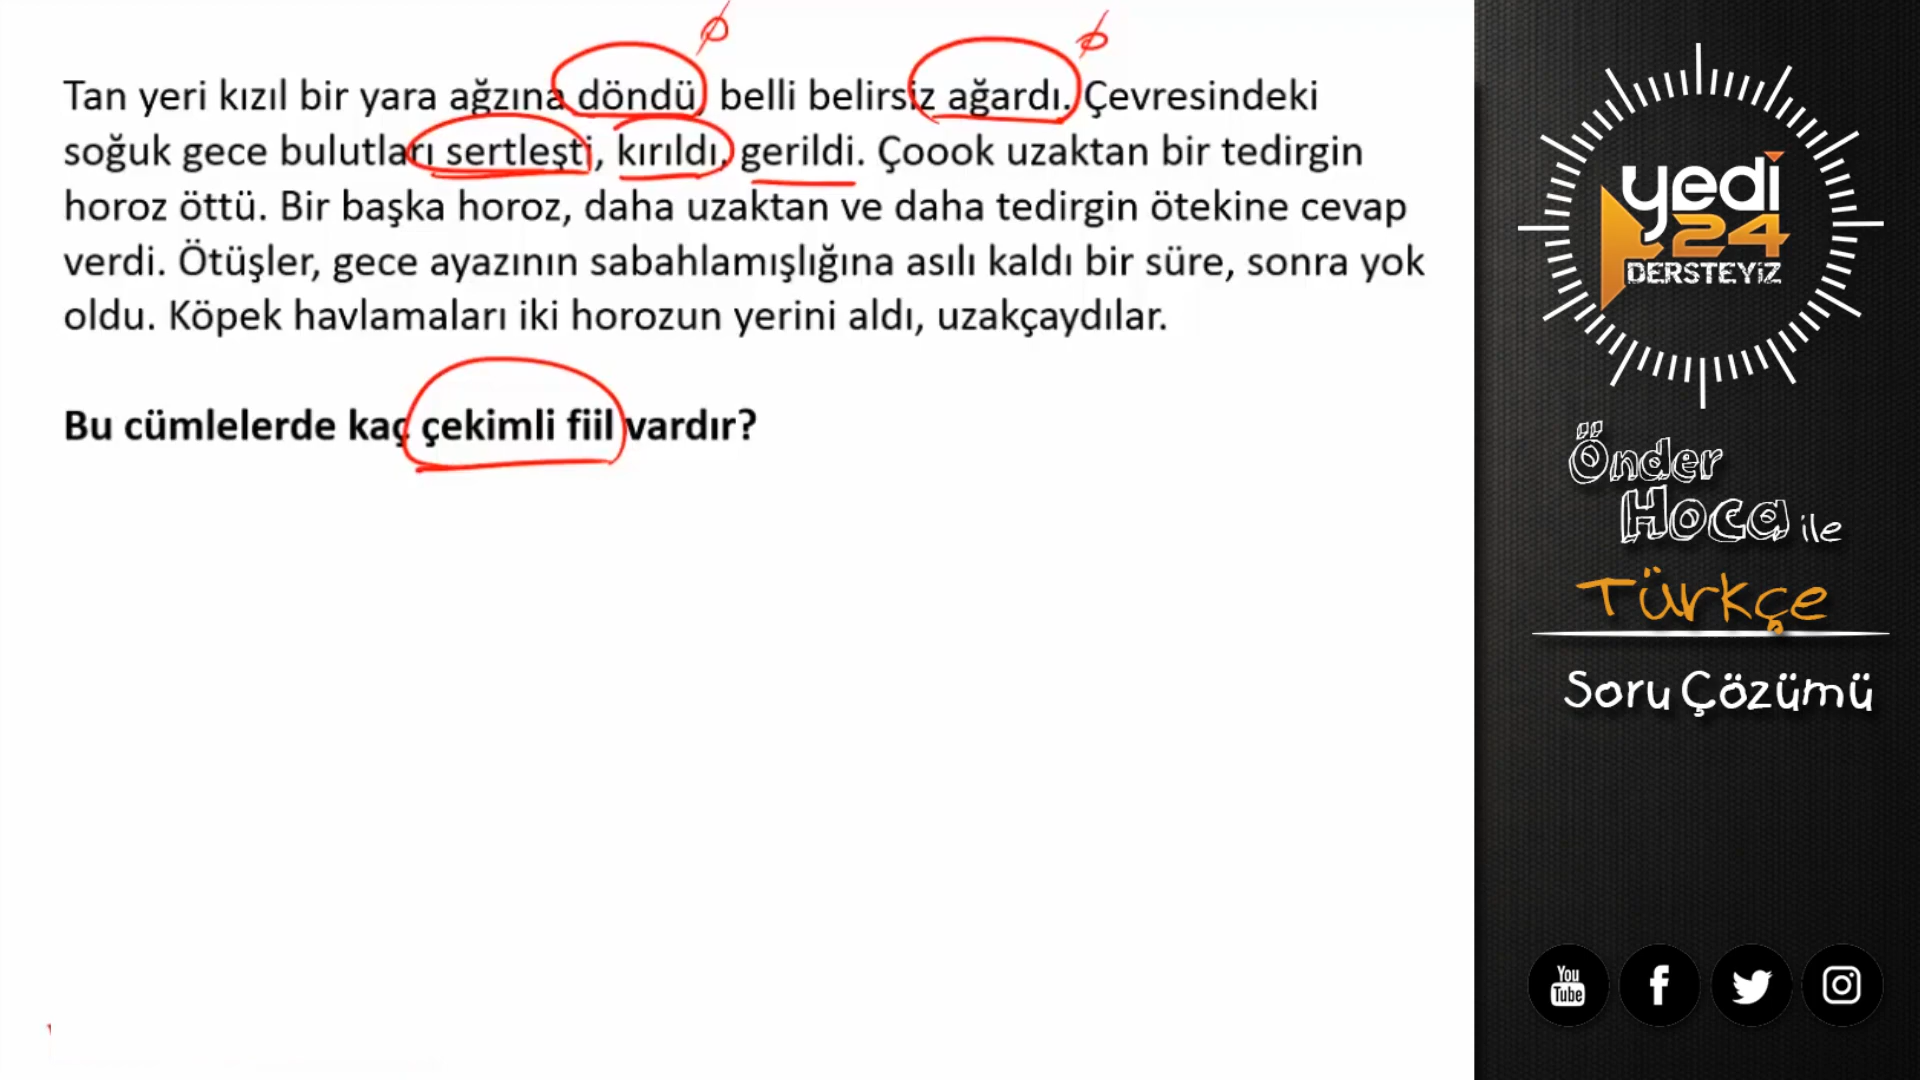 Tan yeri kızıl bir yara ağzına döndü, belli belirsiz ağardı. Çevresindeki
soğuk gece bulutları sertleşti, kırıldı, gerildi. Çoook uzaktan bir tedirgin
horoz öttü. Bir başka horoz, daha uzaktan ve daha tedirgin ötekine cevap
verdi. Ötüşler, gece ayazının sabahlamışlığına asılı kaldı bir süre, sonra yok
oldu. Köpek havlamaları iki horozun yerini aldı, uzakçaydılar.
Bu cümlelerde kaç çekimli fiil vardır?
yedi
24
DERSTEYİZ
Önder
Hoca ile
Türkçe
Soru Çözümü
You
Tube